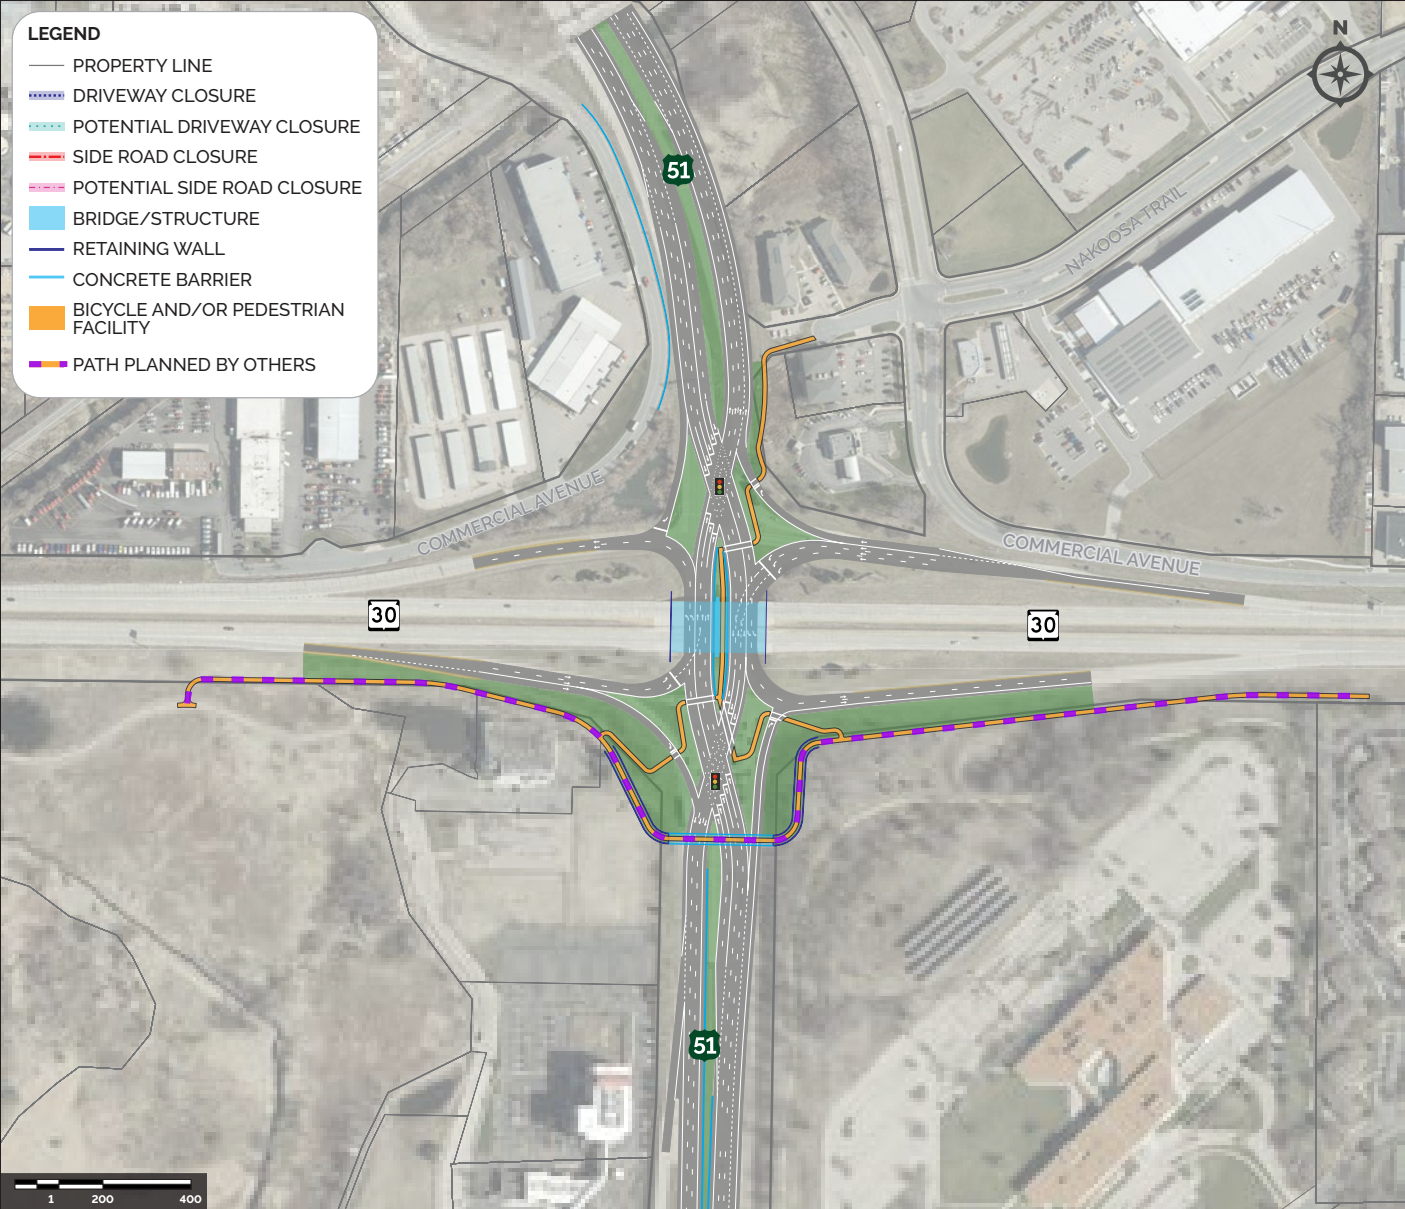 LEGEND
PROPERTY LINE
DRIVEWAY CLOSURE
POTENTIAL DRIVEWAY CLOSURE
SIDE ROAD CLOSURE
POTENTIAL SIDE ROAD CLOSURE
BRIDGE/STRUCTURE
RETAINING WALL
CONCRETE BARRIER
BICYCLE AND/OR PEDESTRIAN
FACILITY
PATH PLANNED BY OTHERS
N
51
NAKOOSA TRAIL
COMMERCIAL AVENUE
COMMERCIAL AVENUE
30
30
51
1 200 400